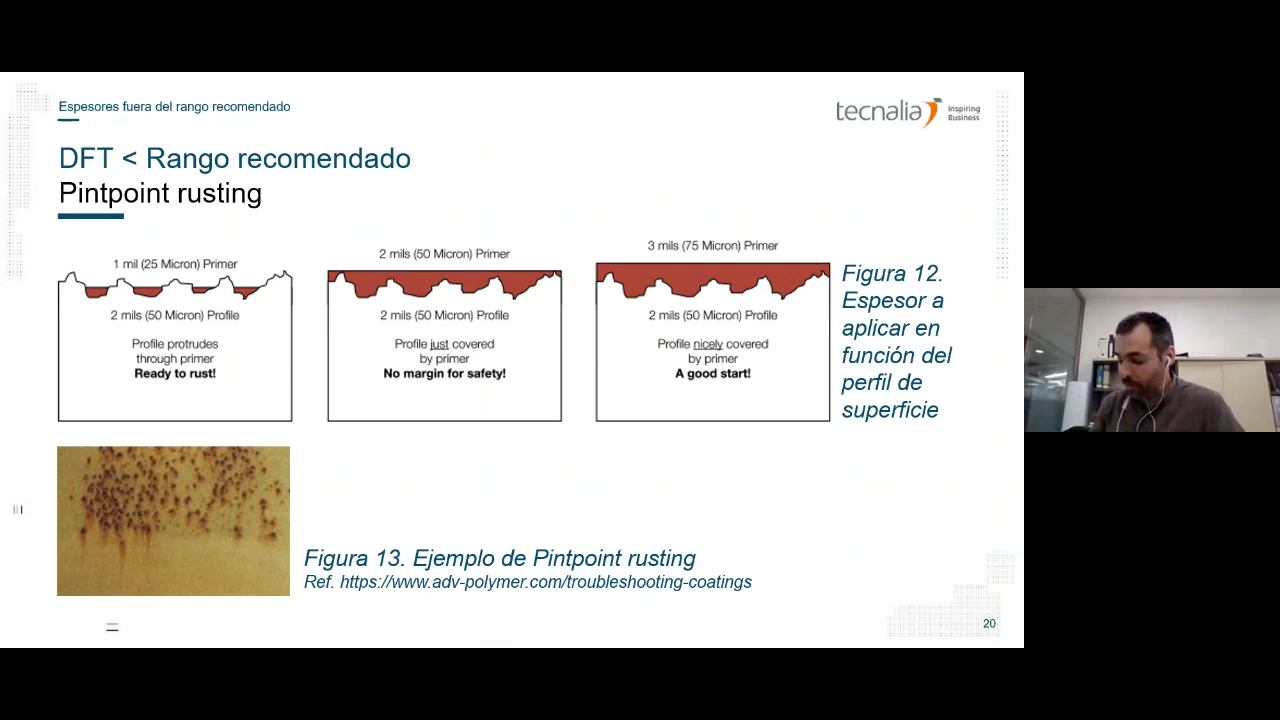 Espesores fuera del rango recomendado
tecnalia
Inspiring
Business
DFT < Rango recomendado
Pintpoint rusting
1 mil (25 Micron) Primer
2 mils (50 Micron) Profile
Profile protrudes
through primer
Ready to rust!
2 mils (50 Micron) Primer
2 mils (50 Micron) Profile
Profile just covered
by primer
No margin for safety!
3 mils (75 Micron) Primer
2 mils (50 Micron) Profile
Profile nicely covered
by primer
A good start!
Figura 12.
Espesor a
aplicar en
función del
perfil de
superficie
Figura 13. Ejemplo de Pintpoint rusting
Ref. https://www.adv-polymer.com/troubleshooting-coatings
20